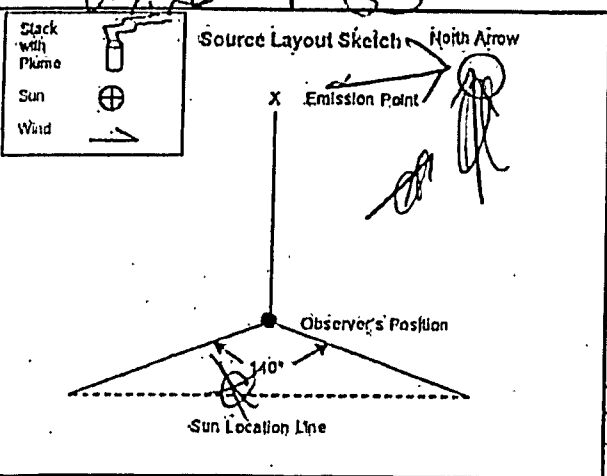 Stack
with
Plume
Sun
Wind
Source Layout Sketch
North Arrow
X Emission Point
Observer's Position
140°
Sun Location Line